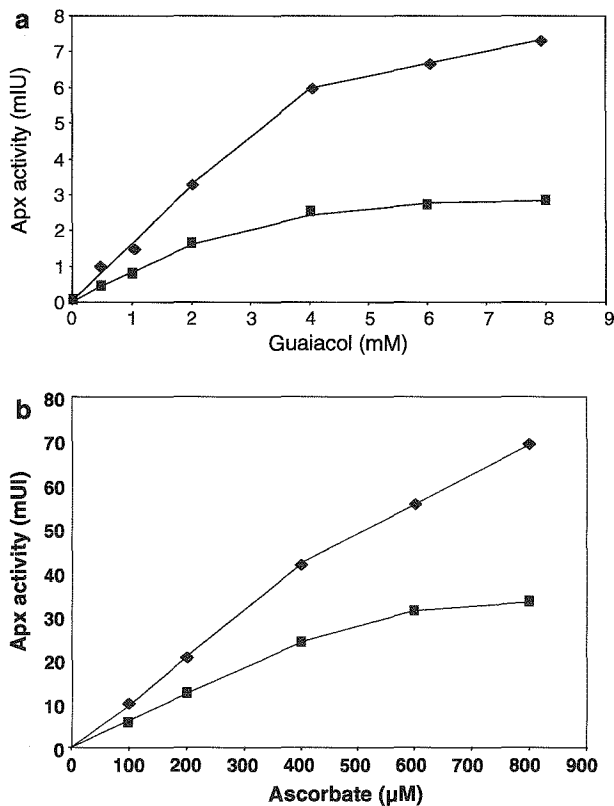 a
8
7
6
5
4
3
2
1
0
Apx activity (mIU)
0 1 2 3 4 5 6 7 8 9
Guaiacol (mM)
b
80
70
60
50
40
30
20
10
0
Apx activity (mUI)
0 100 200 300 400 500 600 700 800 900
Ascorbate (µM)